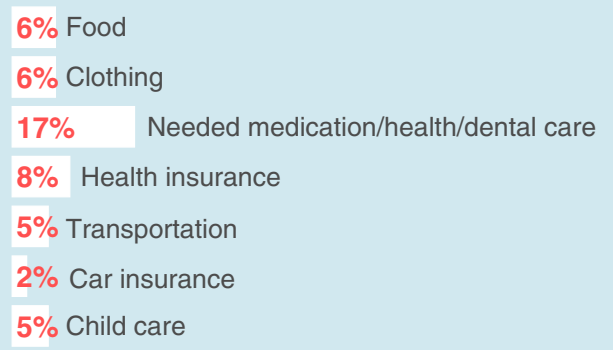 6% Food
6% Clothing
17% Needed medication/health/dental care
8% Health insurance
5% Transportation
2% Car insurance
5% Child care